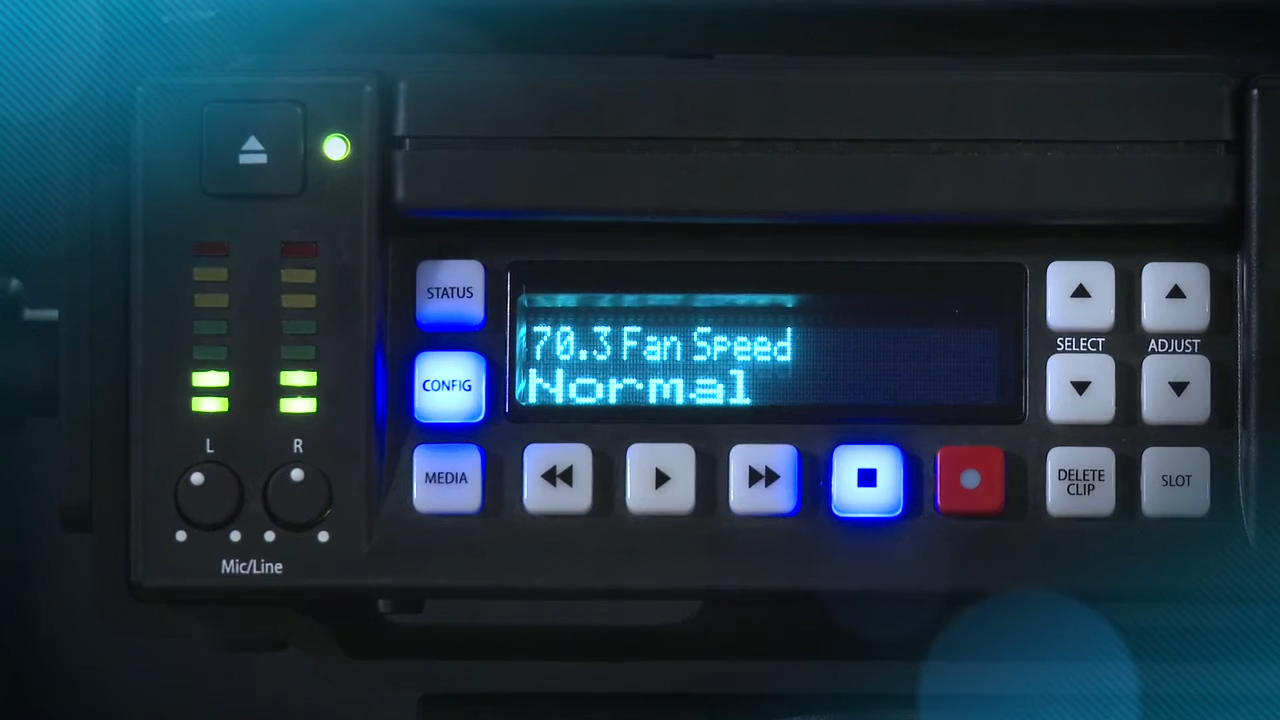 STATUS
70.3 Fan Speed
Normal
SELECT
ADJUST
CONFIG
L
R
MEDIA
DELETE
CLIP
SLOT
Mic/Line